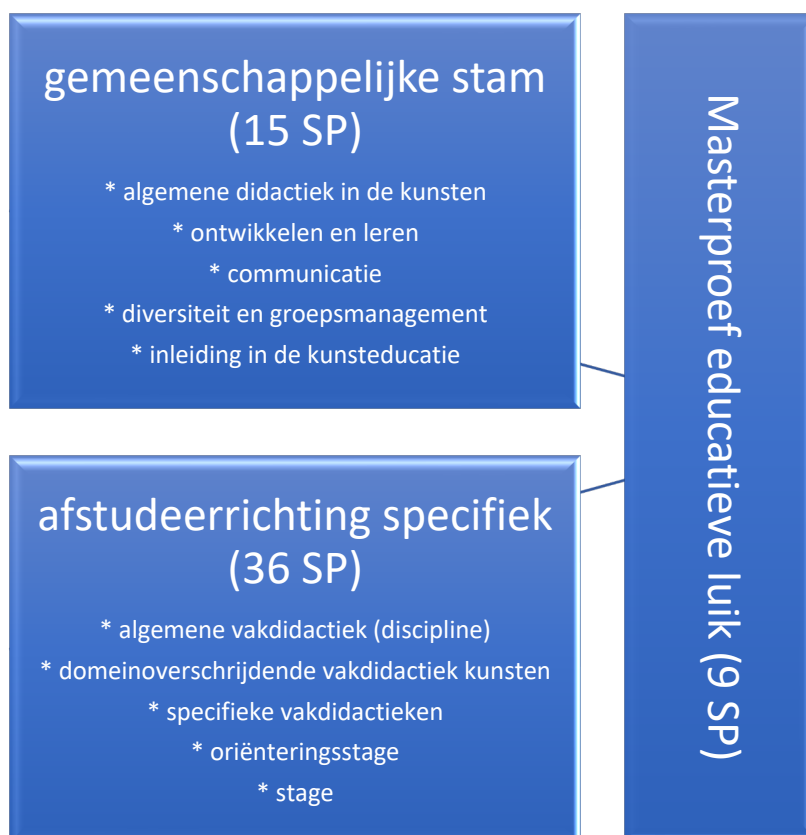 gemeenschappelijke stam
(15 SP)
* algemene didactiek in de kunsten
* ontwikkelen en leren
* communicatie
* diversiteit en groepsmanagement
* inleiding in de kunsteducatie
afstudeerrichting specifiek
(36 SP)
* algemene vakdidactiek (discipline)
* domeinoverschrijdende vakdidactiek kunsten
* specifieke vakdidactieken
* oriënteringsstage
* stage
Masterproef educatieve luik (9 SP)